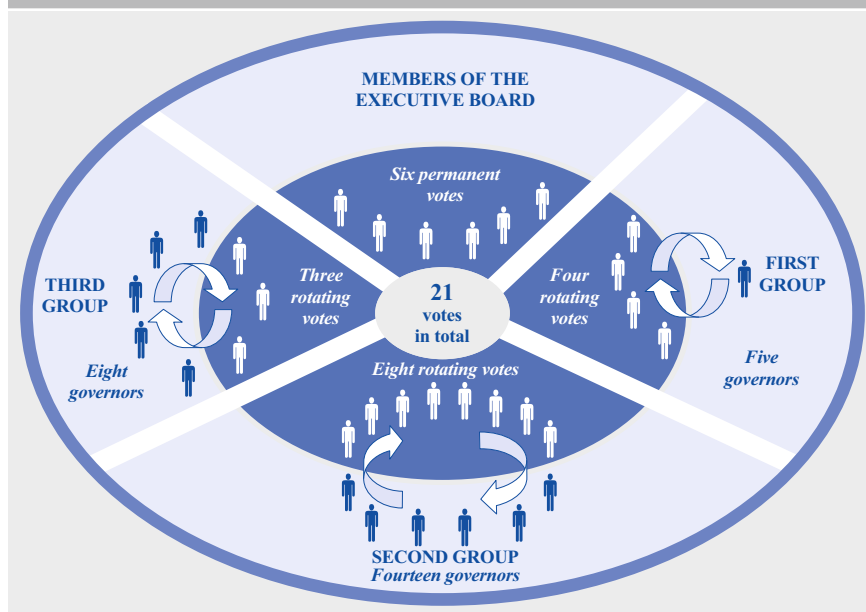 MEMBERS OF THE
EXECUTIVE BOARD
Six permanent
votes
THIRD
GROUP
Eight
governors
Three
rotating
votes
21
votes
in total
Four
rotating
votes
FIRST
GROUP
Five
governors
Eight rotating votes
SECOND GROUP
Fourteen governors